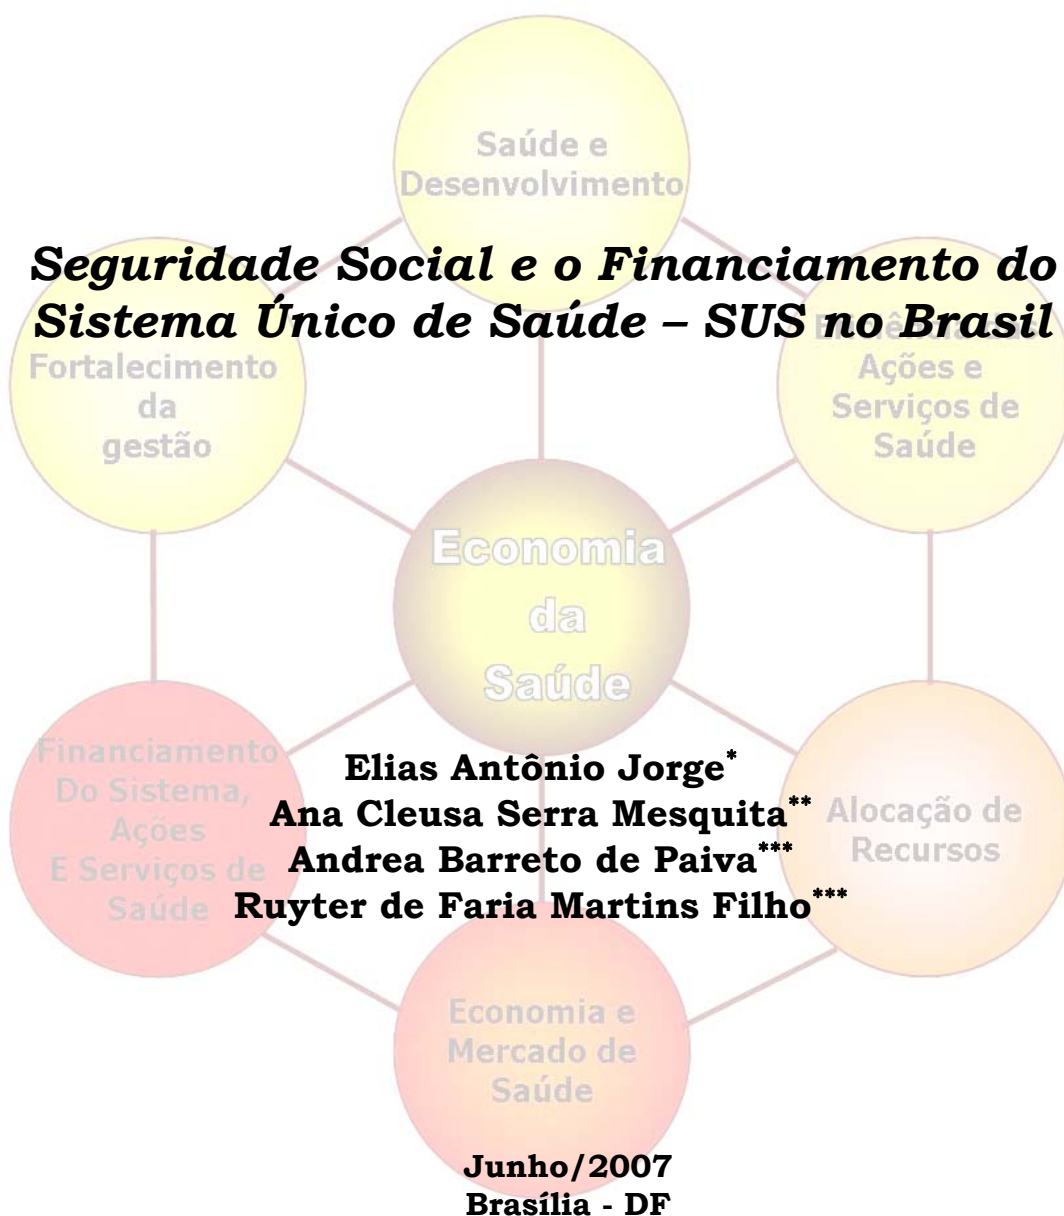 Saúde e
Desenvolvimento
Seguridade Social e o Financiamento do
Sistema Único de Saúde – SUS no Brasil
Fortalecimento
da
gestão
Ações e
Serviços de
Saúde
Economia
da
Saúde
Financiamento
Do Sistema,
Ações
E Serviços de
Saúde
Elias Antônio Jorge*
Ana Cleusa Serra Mesquita**
Andrea Barreto de Paiva***
Ruyter de Faria Martins Filho***
Alocação de
Recursos
Economia e
Mercado de
Saúde
Junho/2007
Brasília - DF